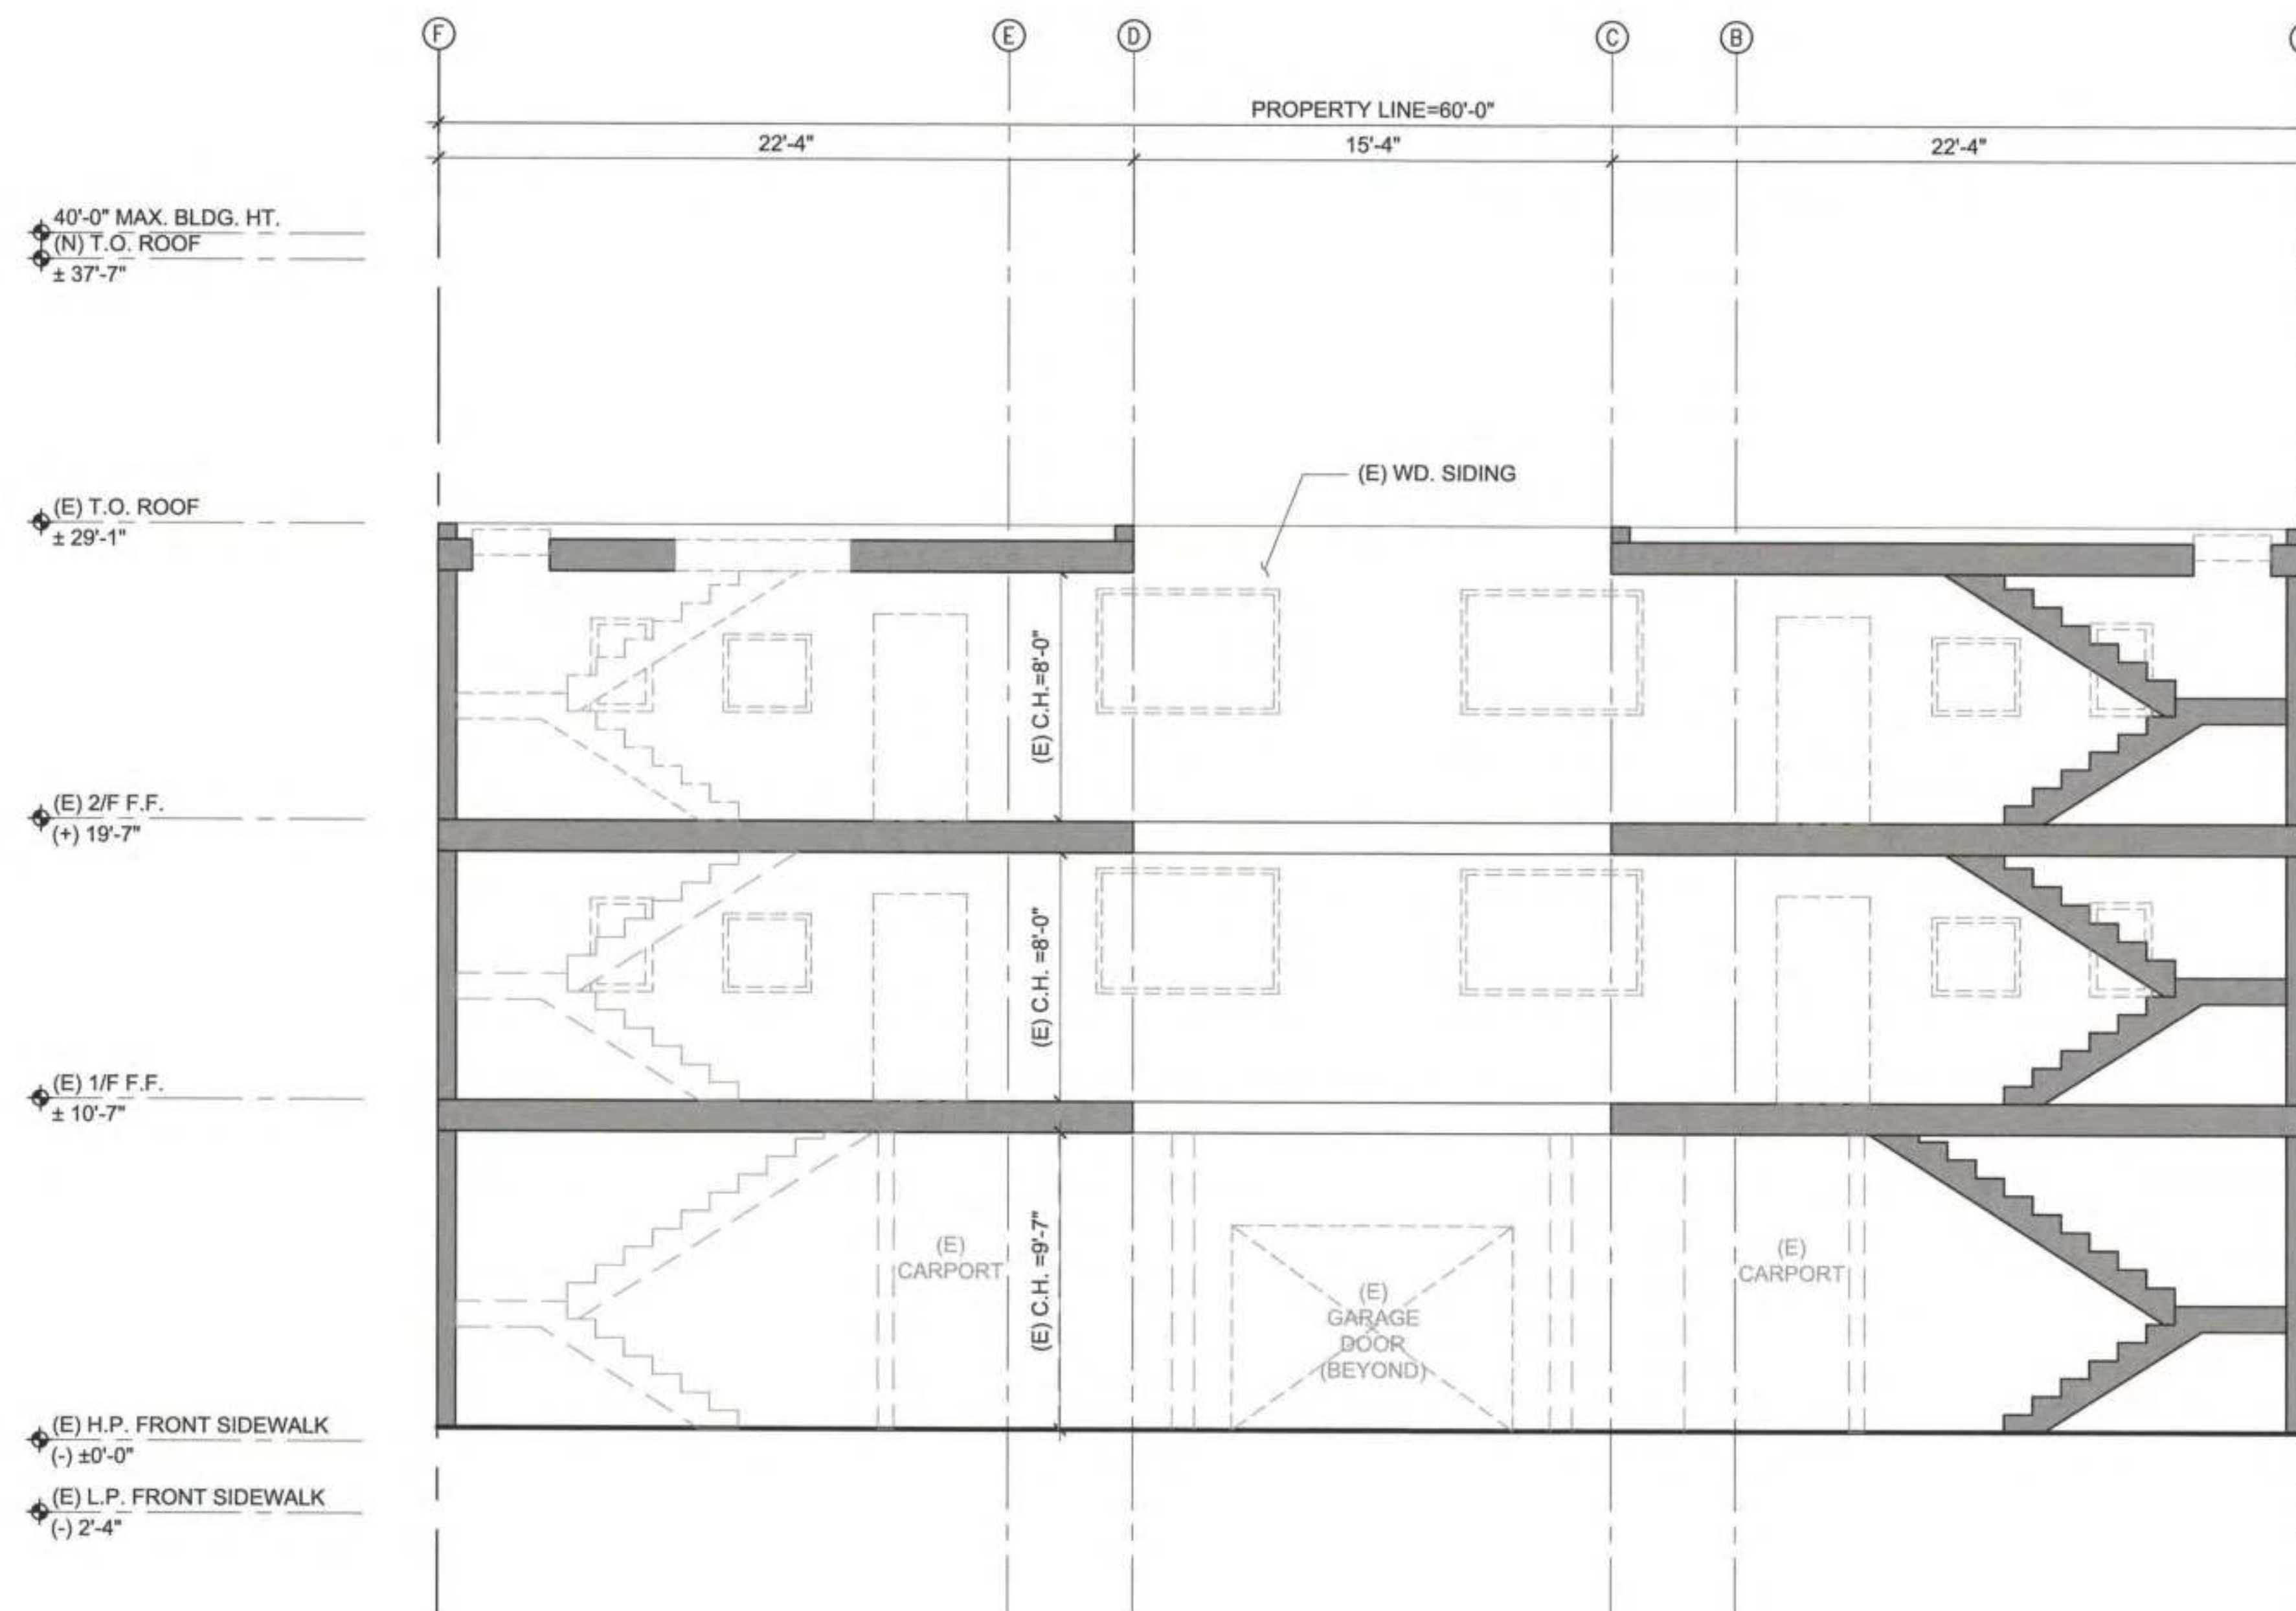 F
E
D
C
B
PROPERTY LINE=60'-0"
22'-4"
15'-4"
22'-4"
40'-0" MAX. BLDG. HT.
(N) T.O. ROOF
± 37'-7"
(E) WD. SIDING
(E) T.O. ROOF
± 29'-1"
(E) C.H.=8'-0"
(E) 2/F F.F.
(+) 19'-7"
(E) C.H. =8'-0"
(E) 1/F F.F.
± 10'-7"
(E) C.H. =9'-7"
(E)
CARPORT
(E)
GARAGE
DOOR
(BEYOND)
(E)
CARPORT
(E) H.P. FRONT SIDEWALK
(-) ±0'-0"
(E) L.P. FRONT SIDEWALK
(-) 2'-4"